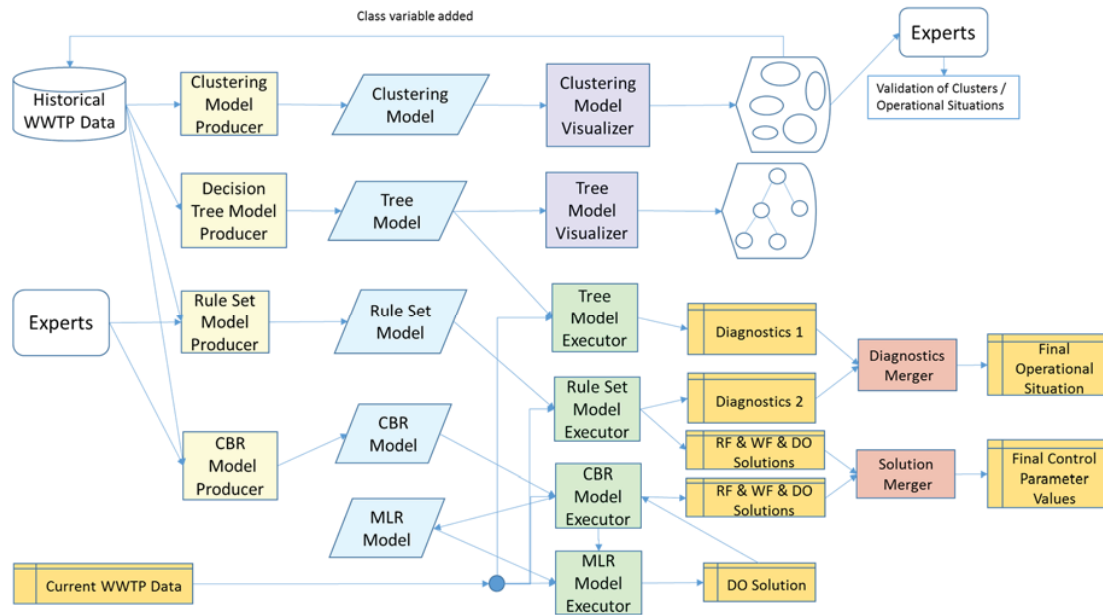 Class variable added
Experts
Historical
WWTP Data
Clustering
Model
Producer
Clustering
Model
Clustering
Model
Visualizer
Validation of Clusters /
Operational Situations
Decision
Tree Model
Producer
Tree
Model
Tree
Model
Visualizer
Experts
Rule Set
Model
Producer
Rule Set
Model
Tree
Model
Executor
Diagnostics 1
Diagnostics
Merger
Final
Operational
Situation
Rule Set
Model
Executor
Diagnostics 2
CBR
Model
Producer
CBR
Model
RF & WF & DO
Solutions
CBR
Model
Executor
RF & WF & DO
Solutions
Solution
Merger
Final Control
Parameter
Values
MLR
Model
MLR
Model
Executor
Current WWTP Data
DO Solution